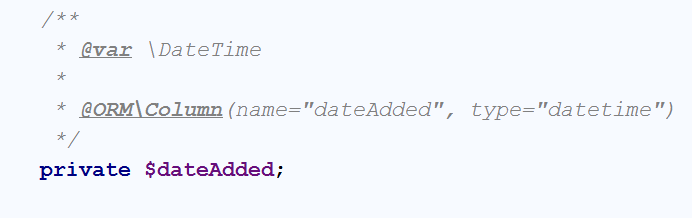 /**
 * @var \DateTime
 *
 * @ORM\Column(name="dateAdded", type="datetime")
 */
private $dateAdded;